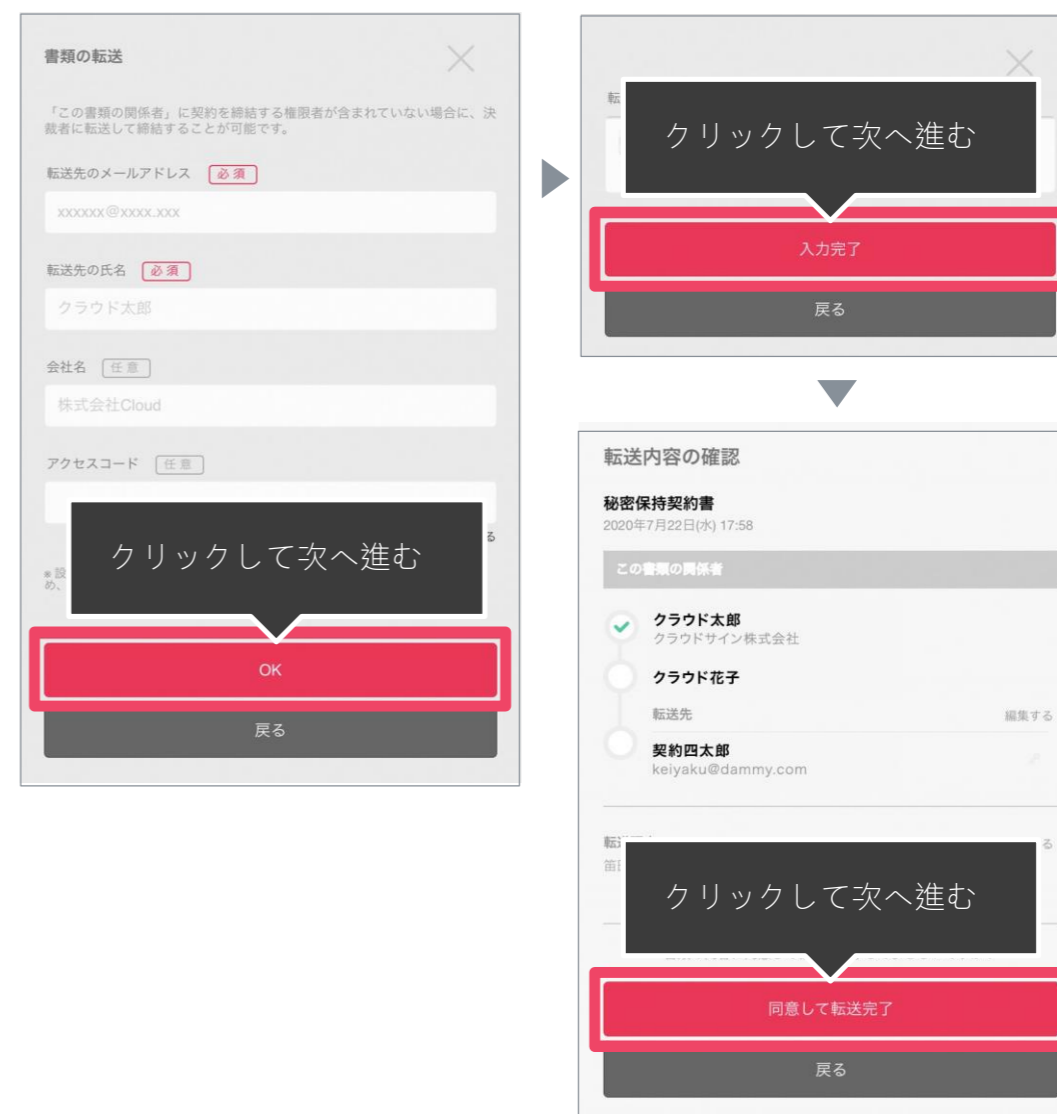 書類の転送
「この書類の関係者」に契約を締結する権限者が含まれていない場合に、決
裁者に転送して締結することが可能です。
転送先のメールアドレス 必須
xxxxxx@xxxx.xxx
転送先の氏名 必須
クラウド太郎
会社名 任意
株式会社Cloud
アクセスコード 任意
る
※設
め、
クリックして次へ進む
OK
戻る
転
クリックして次へ進む
入力完了
戻る
転送内容の確認
秘密保持契約書
2020年7月22日(水) 17:58
この書類の関係者
クラウド太郎
クラウドサイン株式会社
クラウド花子
転送先 編集する
契約四太郎
keiyaku@dammy.com
転送
る
クリックして次へ進む
同意して転送完了
戻る